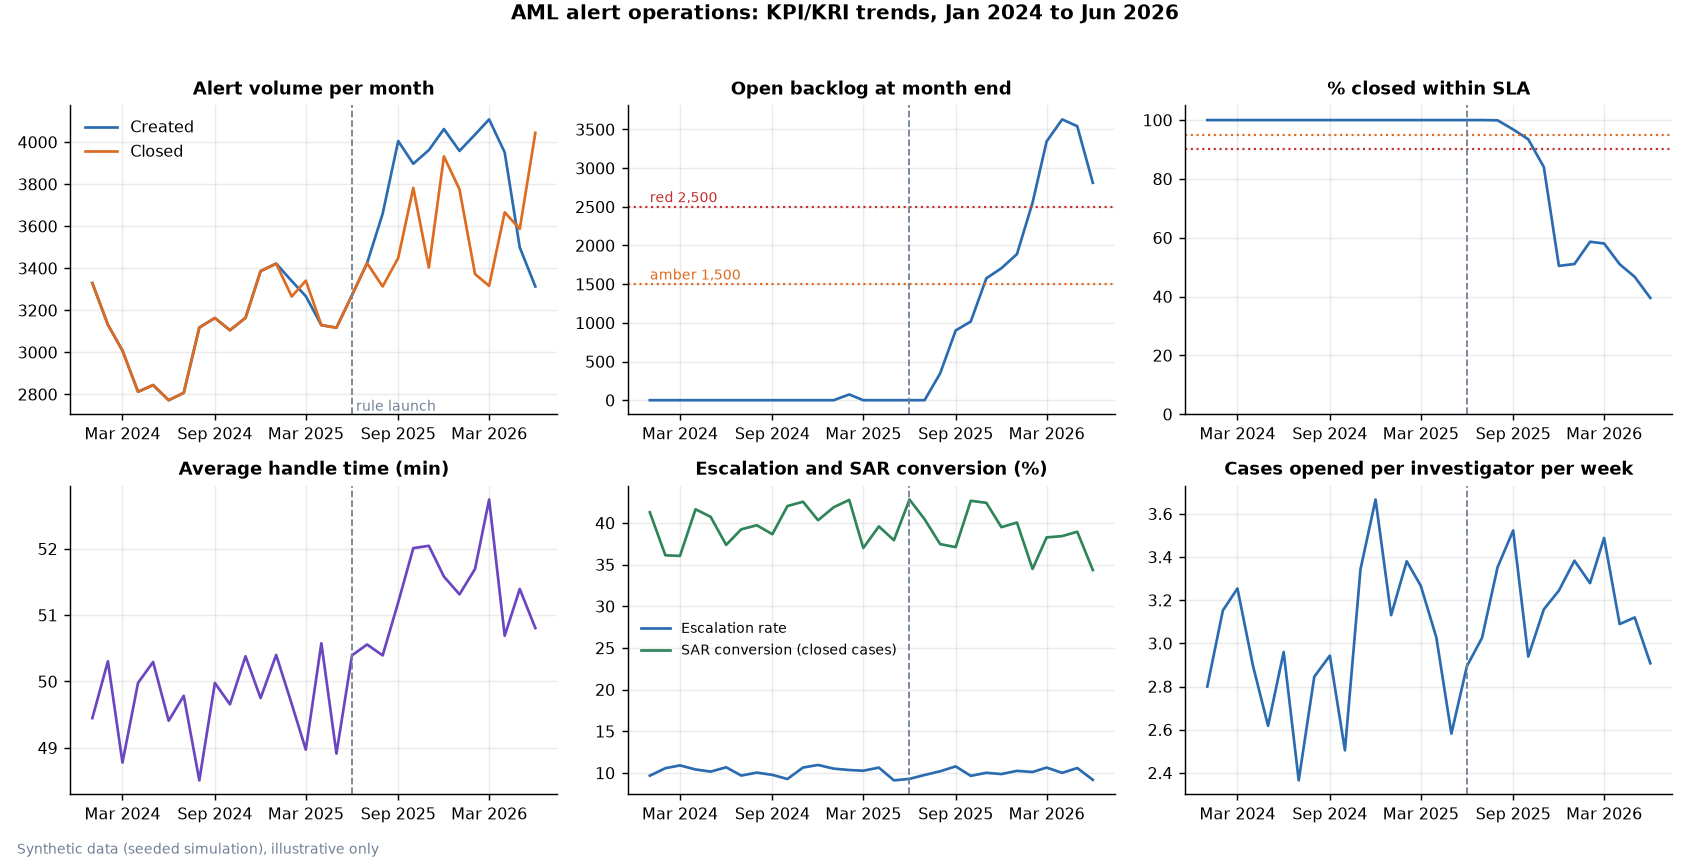 AML alert operations: KPI/KRI trends, Jan 2024 to Jun 2026
Alert volume per month
Created
Closed
4000
3800
3600
3400
3200
3000
2800
rule launch
Mar 2024 Sep 2024 Mar 2025 Sep 2025 Mar 2026
Open backlog at month end
3500
3000
2500
2000
1500
1000
500
0
red 2,500
amber 1,500
Mar 2024 Sep 2024 Mar 2025 Sep 2025 Mar 2026
% closed within SLA
100
80
60
40
20
0
Mar 2024 Sep 2024 Mar 2025 Sep 2025 Mar 2026
Average handle time (min)
52
51
50
49
Mar 2024 Sep 2024 Mar 2025 Sep 2025 Mar 2026
Escalation and SAR conversion (%)
40
35
30
25
20
15
10
Escalation rate
SAR conversion (closed cases)
Mar 2024 Sep 2024 Mar 2025 Sep 2025 Mar 2026
Cases opened per investigator per week
3.6
3.4
3.2
3.0
2.8
2.6
2.4
Mar 2024 Sep 2024 Mar 2025 Sep 2025 Mar 2026
Synthetic data (seeded simulation), illustrative only